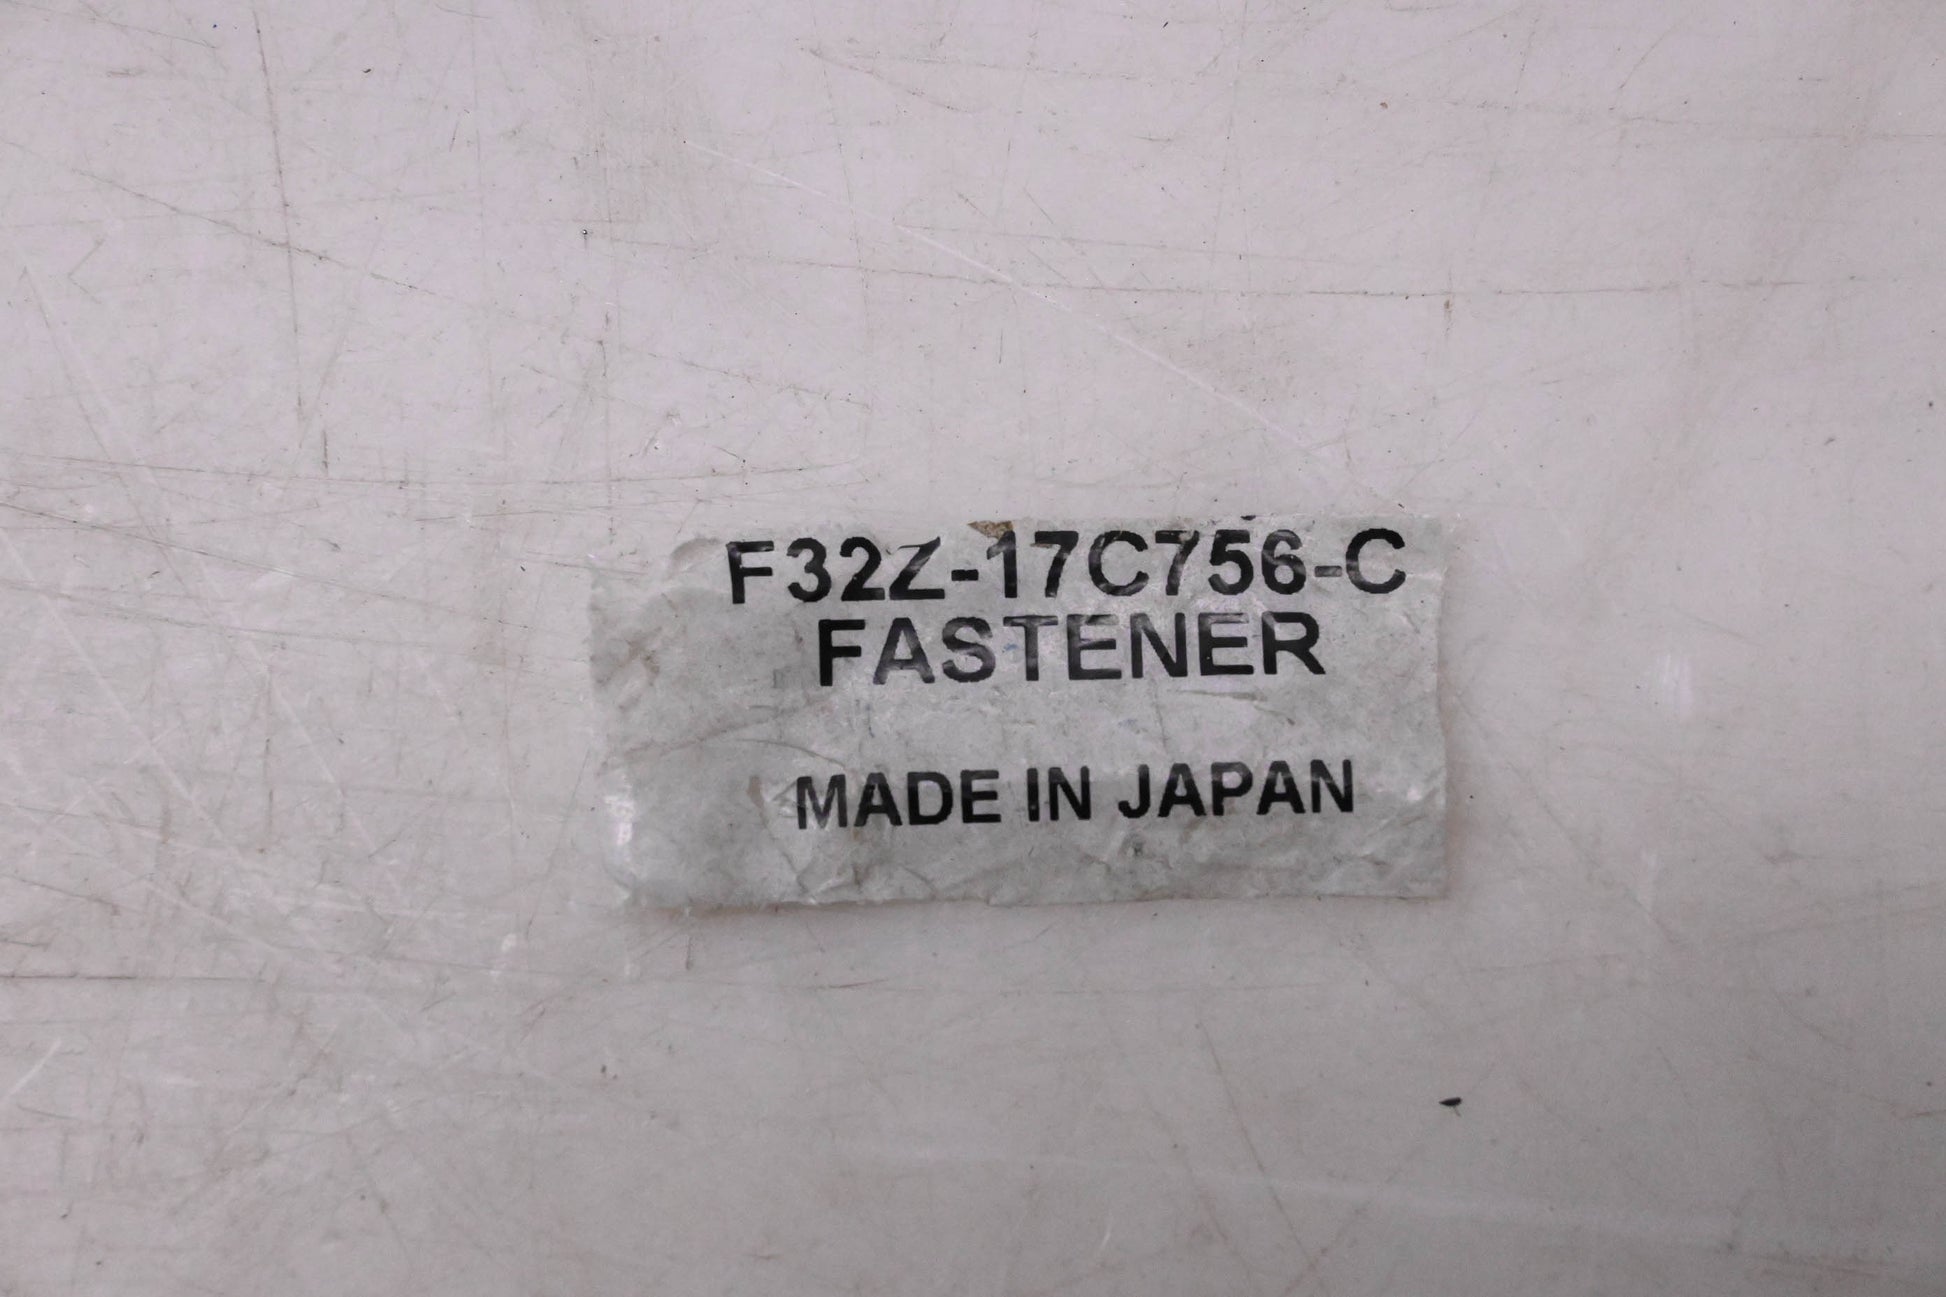 F32Z-17C756-C
FASTENER
MADE IN JAPAN